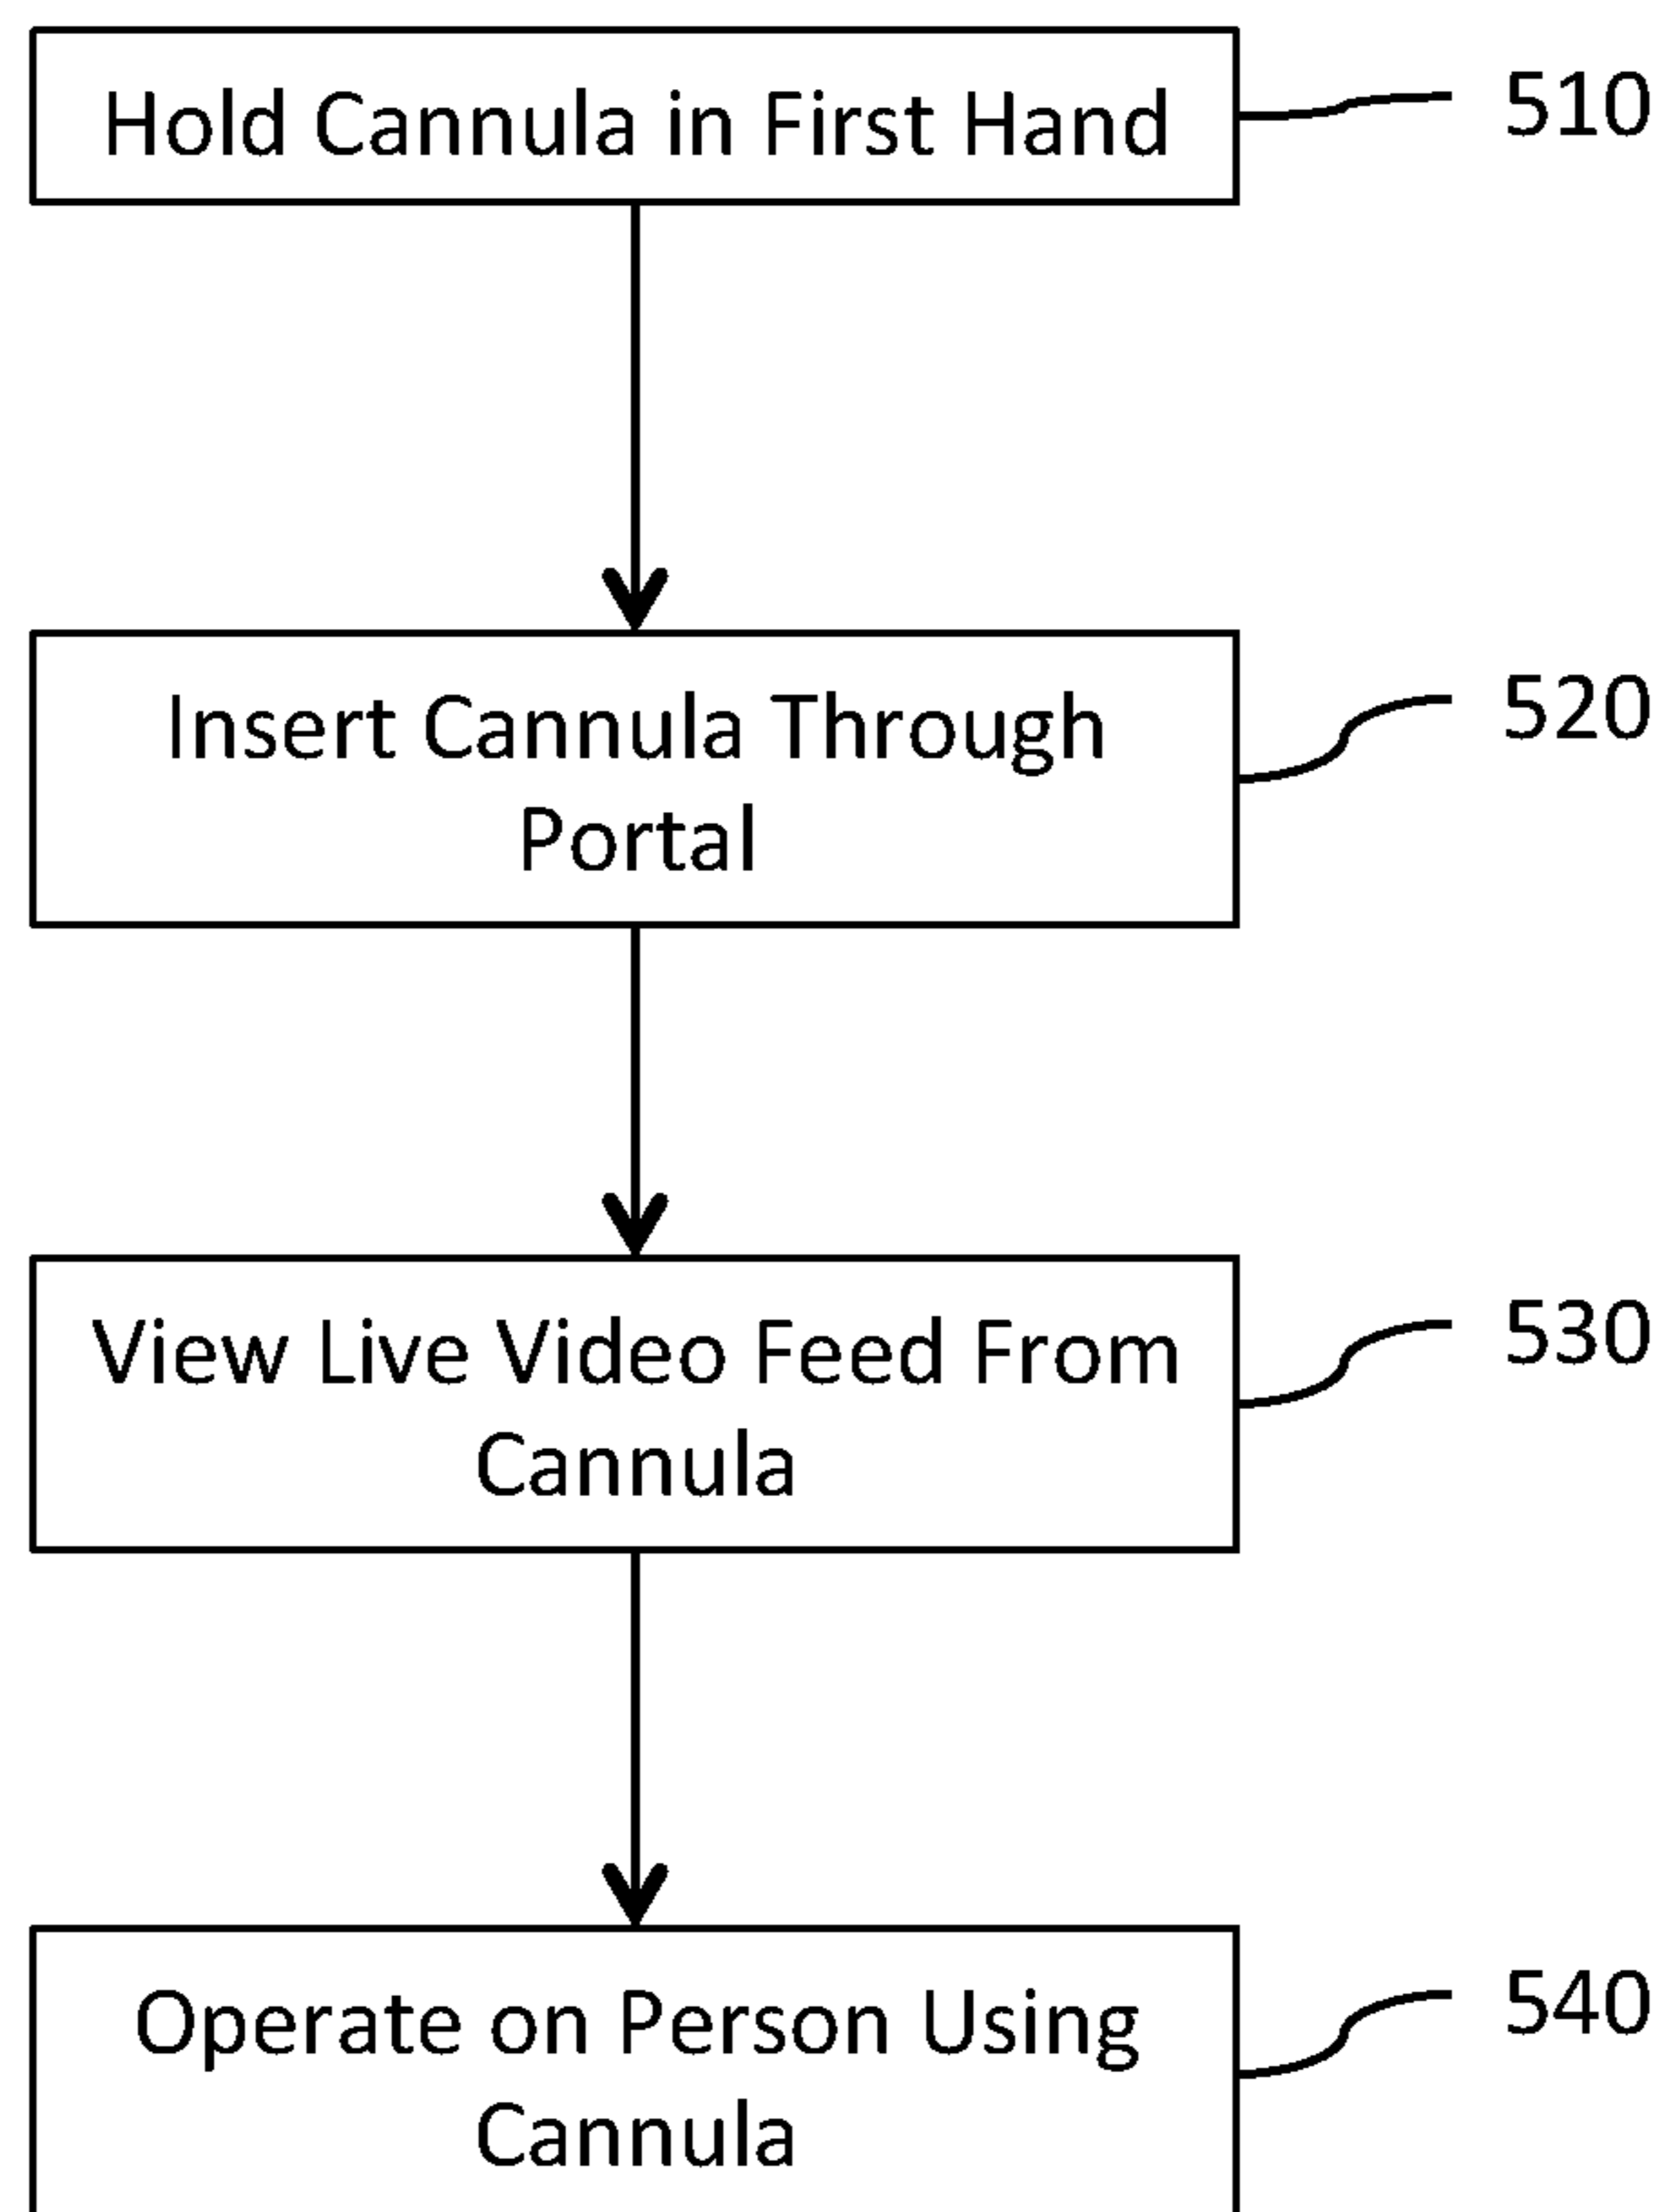 Hold Cannula in First Hand
510
Insert Cannula Through
Portal
520
View Live Video Feed From
Cannula
530
Operate on Person Using
Cannula
540